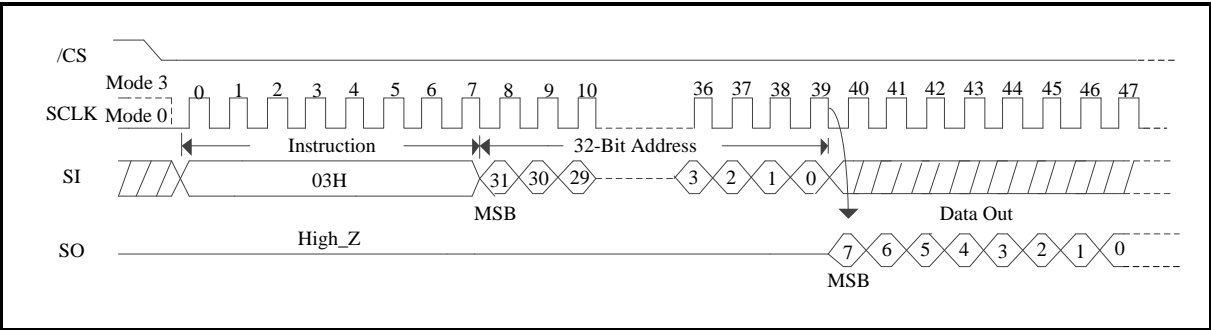 /CS
Mode 3
0 1 2 3 4 5 6 7 8 9 10 36 37 38 39 40 41 42 43 44 45 46 47
SCLK Mode 0
Instruction 32-Bit Address
SI 03H 31 30 29 3 2 1 0
MSB Data Out
High_Z
SO 7 6 5 4 3 2 1 0
MSB